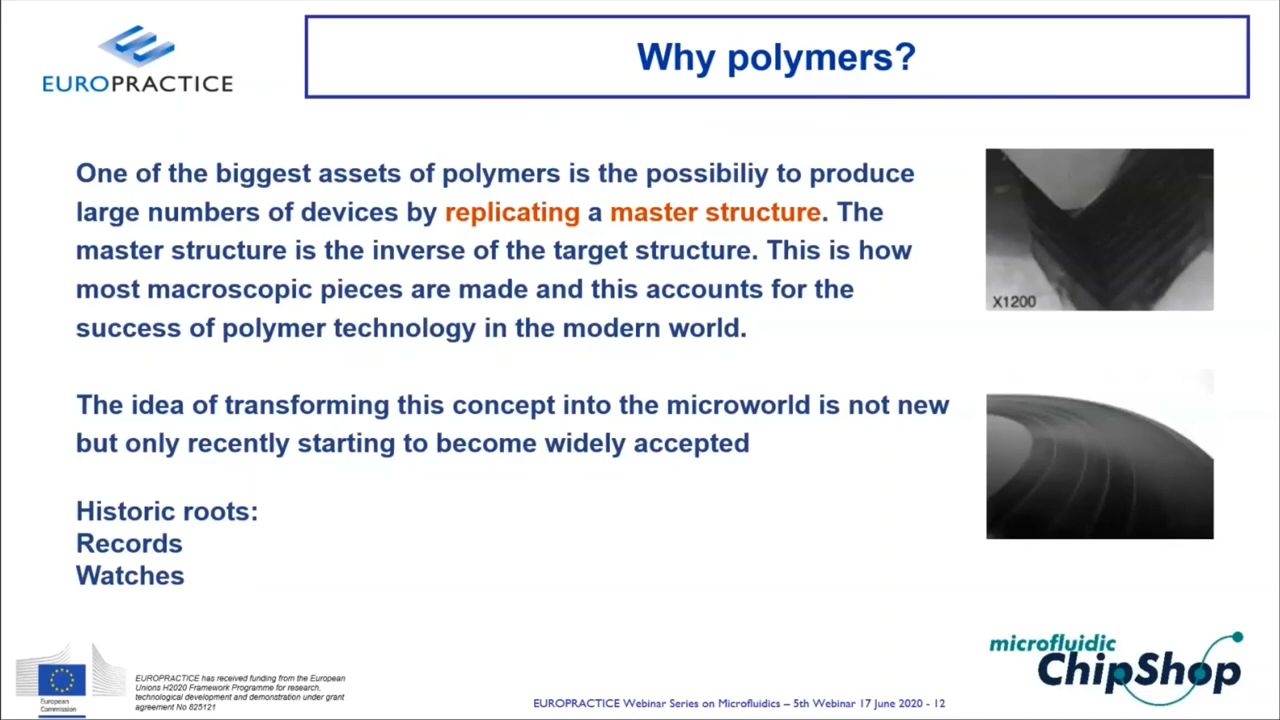 EUROPRACTICE
Why polymers?
One of the biggest assets of polymers is the possibiliy to produce
large numbers of devices by replicating a master structure. The
master structure is the inverse of the target structure. This is how
most macroscopic pieces are made and this accounts for the
success of polymer technology in the modern world.
X1200
The idea of transforming this concept into the microworld is not new
but only recently starting to become widely accepted
Historic roots:
Records
Watches
microfluidic
ChipShop
European
Commission
EUROPRACTICE has received funding from the European
Unions H2020 Framework Programme for research,
technological development and demonstration under grant
agreement No 825121
EUROPRACTICE Webinar Series on Microfluidics – 5th Webinar 17 June 2020 - 12